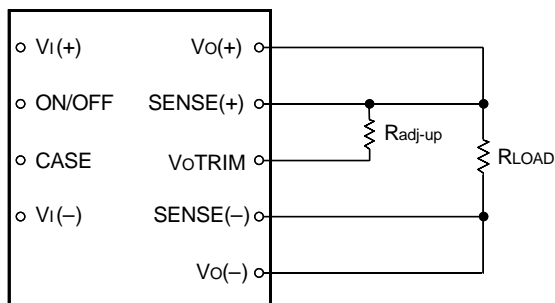 VI(+) VO(+)
ON/OFF SENSE(+)
Radj-up
CASE VOTRIM RLOAD
VI(–) SENSE(–)
VO(–)